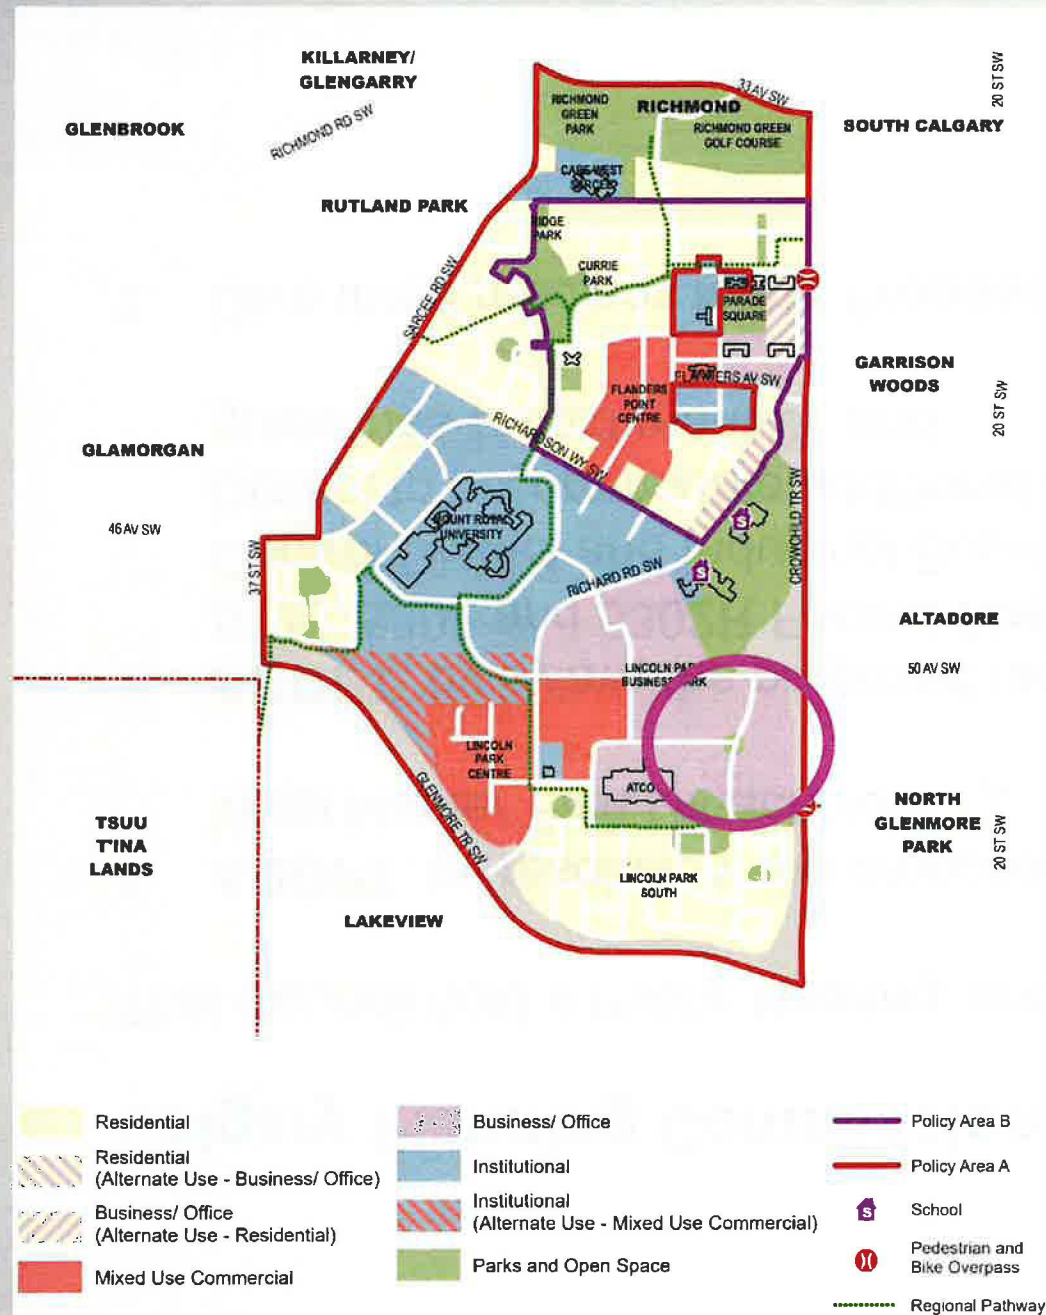 KILLARNEY/
GLENGARRY
GLENBROOK
RICHMOND RD SW
RUTLAND PARK
RICHMOND
GREEN
PARK
RICHMOND
33 AV SW
RICHMOND GREEN
GOLF COURSE
20 ST SW
SOUTH CALGARY
RIDGE
PARK
CURRIE
PARK
SARCEE RD SW
PARADE
SQUARE
FLANDERS AV SW
FLANDERS
POINT
CENTRE
GARRISON
WOODS
20 ST SW
GLAMORGAN
RICHARDSON WY SW
46 AV SW
37 ST SW
MOUNT ROYAL
UNIVERSITY
S
S
RICHARD RD SW
CROWCHILD TR SW
ALTADORE
50 AV SW
LINCOLN PARK
BUSINESS PARK
LINCOLN
PARK
CENTRE
ATCO
GLENMORE TR SW
NORTH
GLENMORE
PARK
20 ST SW
TSUU
T'INA
LANDS
LINCOLN PARK
SOUTH
LAKEVIEW
Residential
Residential
(Alternate Use - Business/ Office)
Business/ Office
(Alternate Use - Residential)
Mixed Use Commercial
Business/ Office
Institutional
Institutional
(Alternate Use - Mixed Use Commercial)
Parks and Open Space
Policy Area B
Policy Area A
S
School
Pedestrian and
Bike Overpass
Regional Pathway